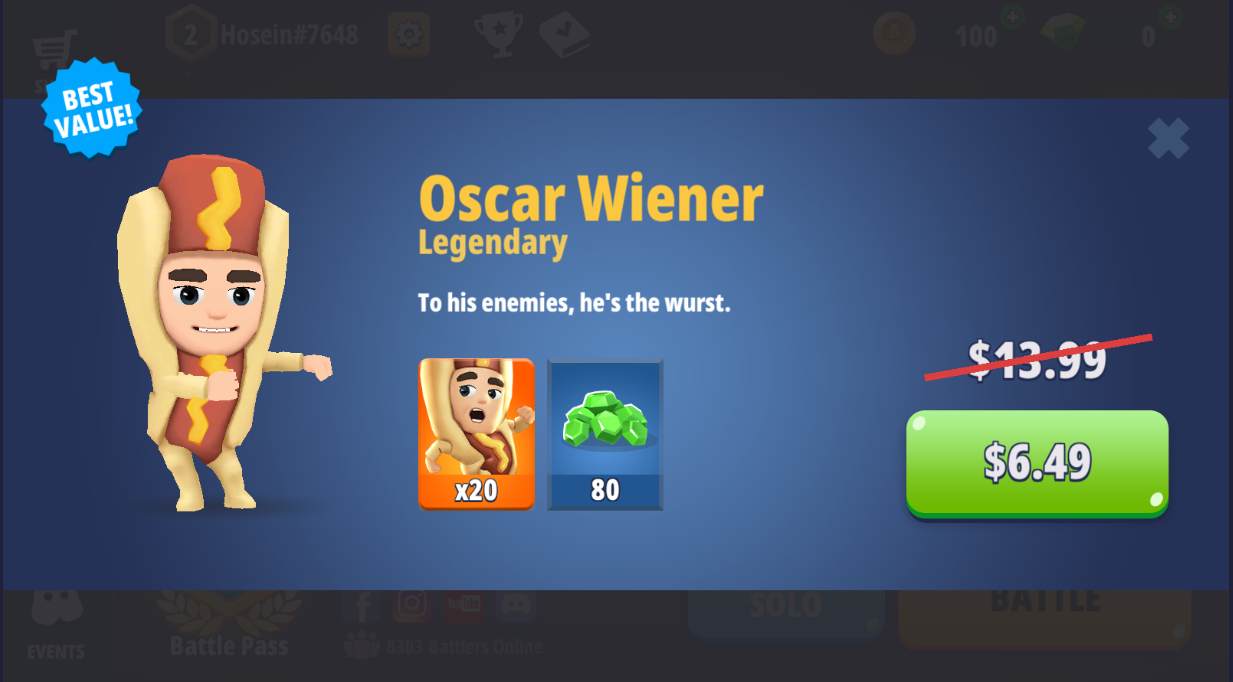 2
Hosein#7648
100
0
BEST
VALUE!
Oscar Wiener
Legendary
To his enemies, he's the wurst.
$13.99
x20
80
$6.49
SOLO
BATTLE
EVENTS
Battle Pass
8303 Battlers Online